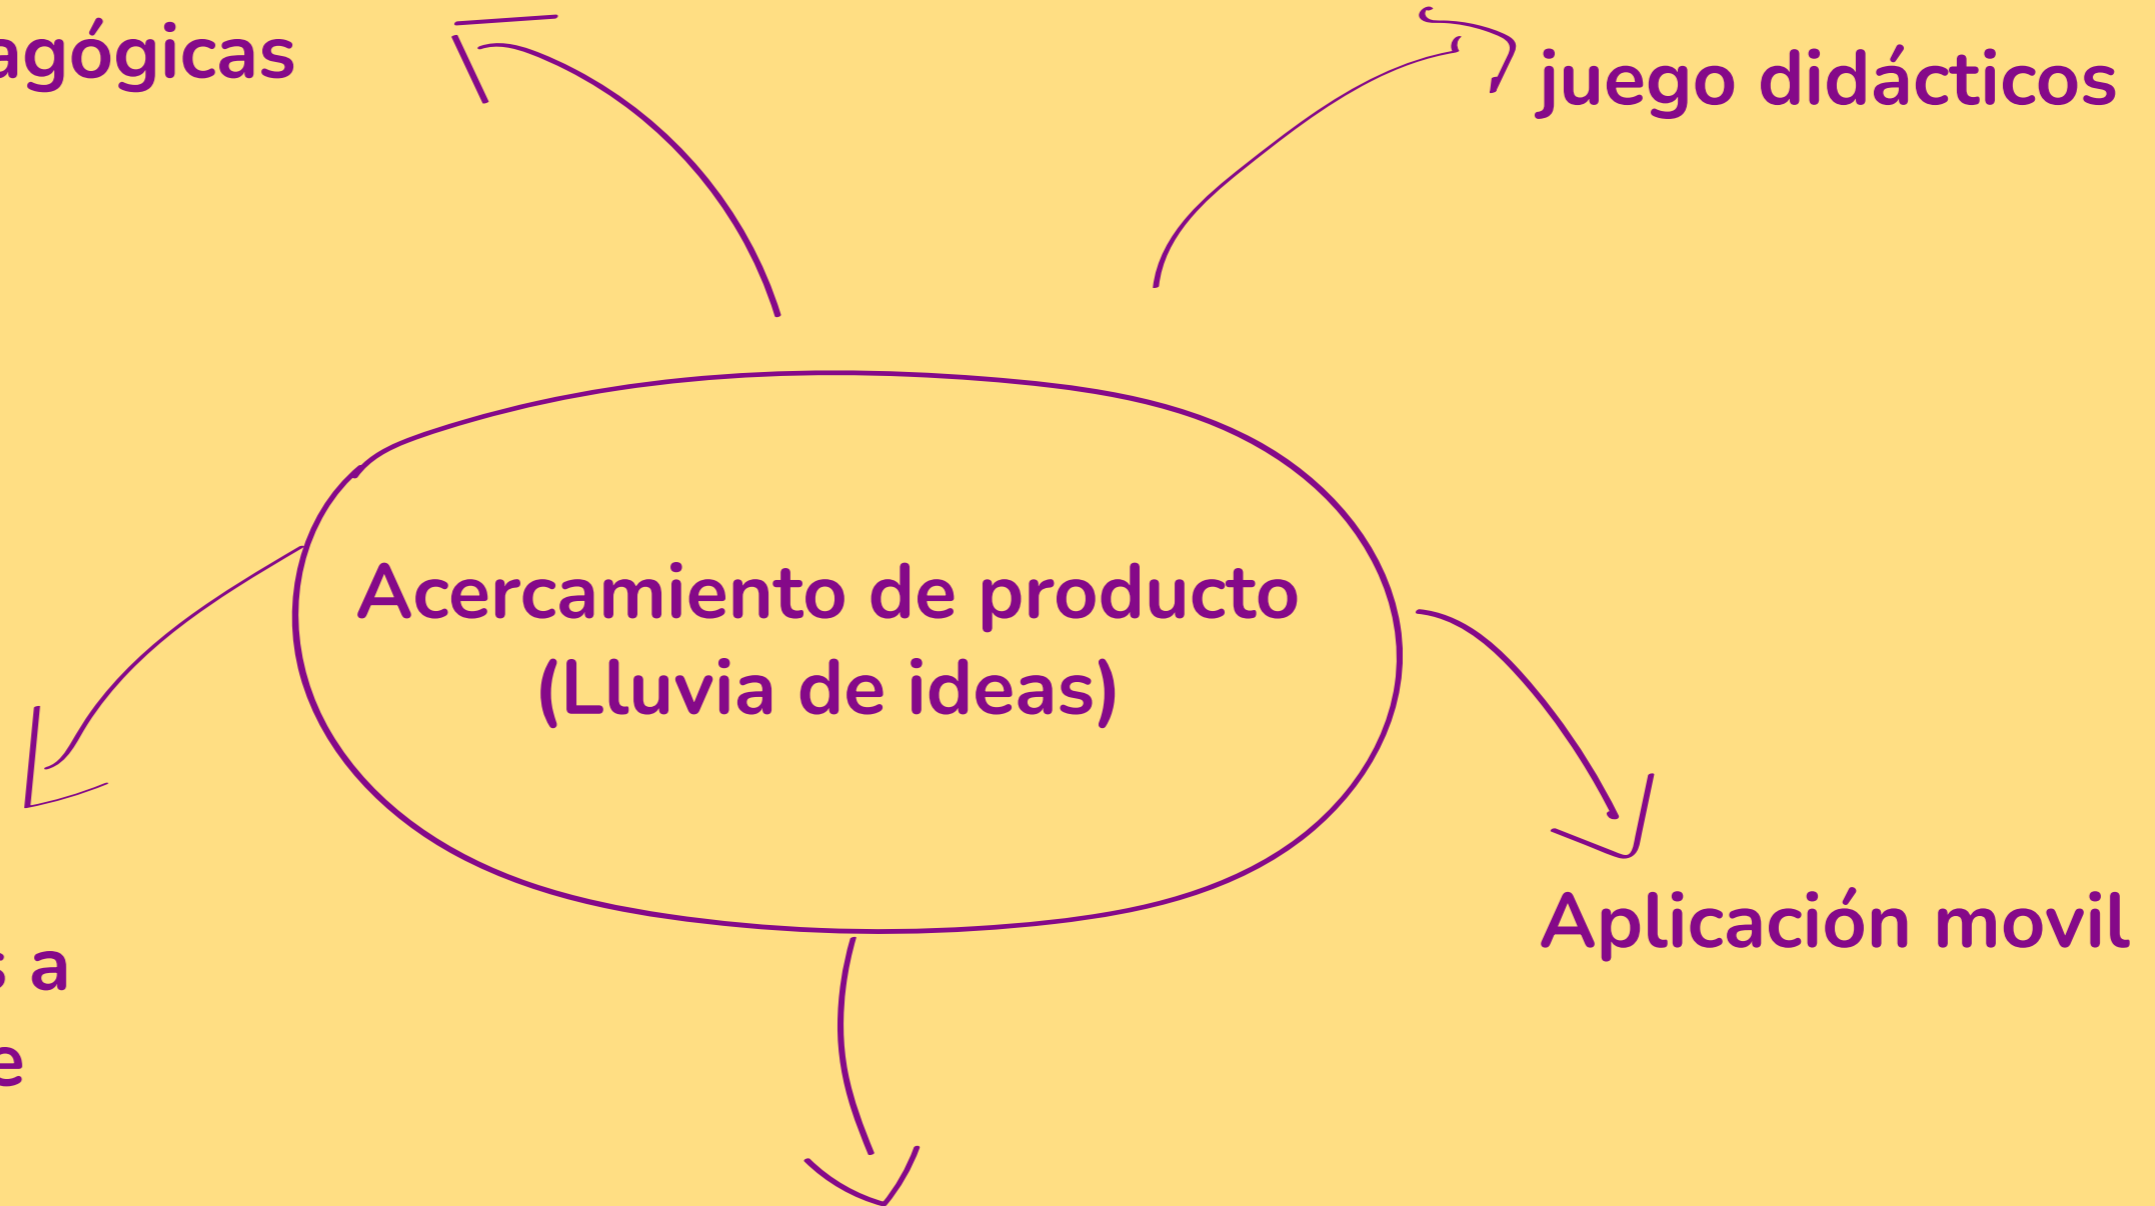 agógicas
juego didácticos
Acercamiento de producto
(Lluvia de ideas)
Aplicación movil
s a
e